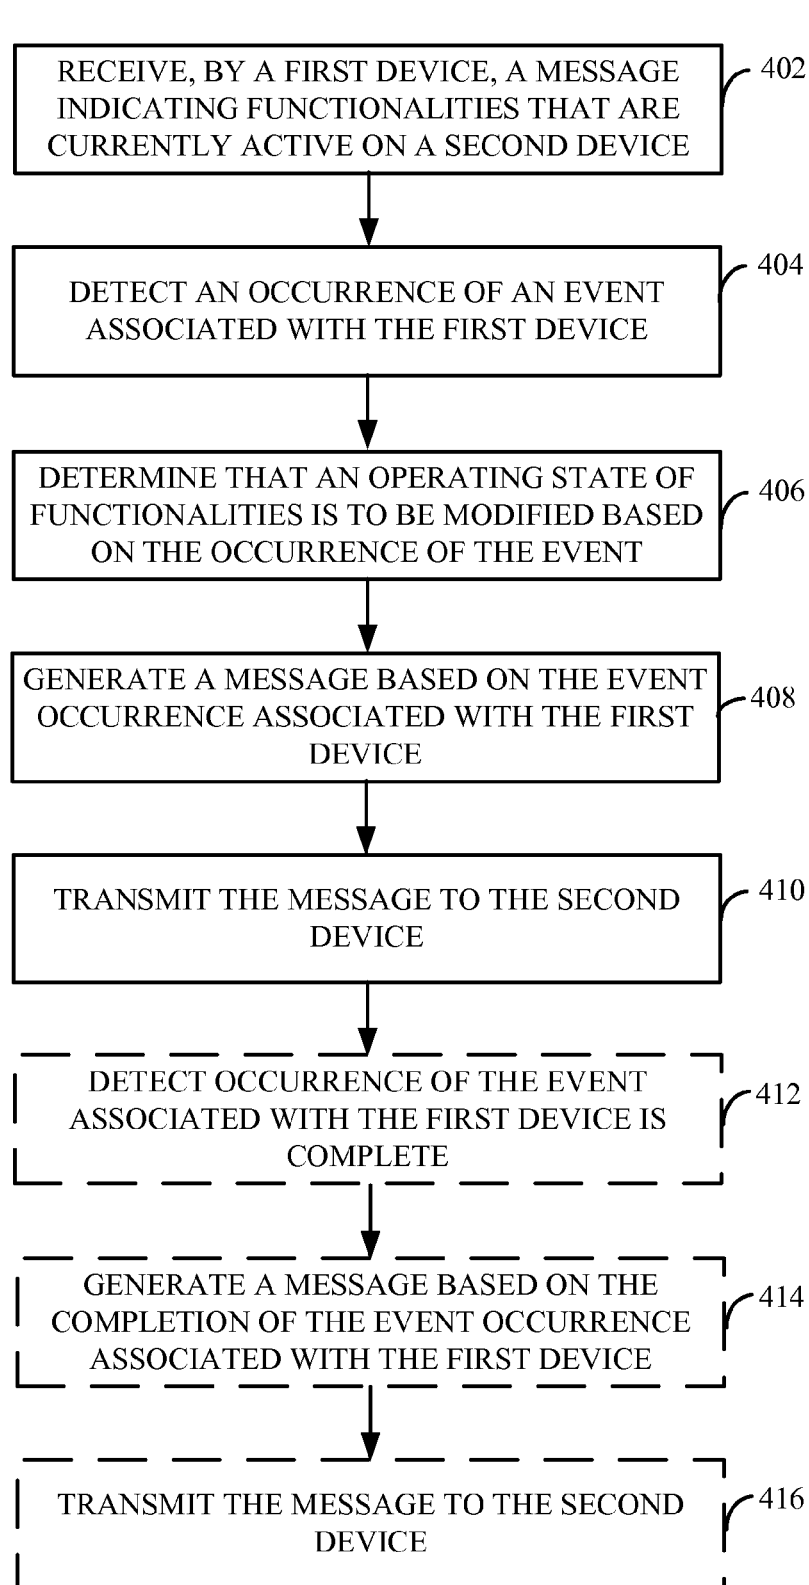 RECEIVE, BY A FIRST DEVICE, A MESSAGE
INDICATING FUNCTIONALITIES THAT ARE
CURRENTLY ACTIVE ON A SECOND DEVICE
402
DETECT AN OCCURRENCE OF AN EVENT
ASSOCIATED WITH THE FIRST DEVICE
404
DETERMINE THAT AN OPERATING STATE OF
FUNCTIONALITIES IS TO BE MODIFIED BASED
ON THE OCCURRENCE OF THE EVENT
406
GENERATE A MESSAGE BASED ON THE EVENT
OCCURRENCE ASSOCIATED WITH THE FIRST
DEVICE
408
TRANSMIT THE MESSAGE TO THE SECOND
DEVICE
410
DETECT OCCURRENCE OF THE EVENT
ASSOCIATED WITH THE FIRST DEVICE IS
COMPLETE
412
GENERATE A MESSAGE BASED ON THE
COMPLETION OF THE EVENT OCCURRENCE
ASSOCIATED WITH THE FIRST DEVICE
414
TRANSMIT THE MESSAGE TO THE SECOND
DEVICE
416